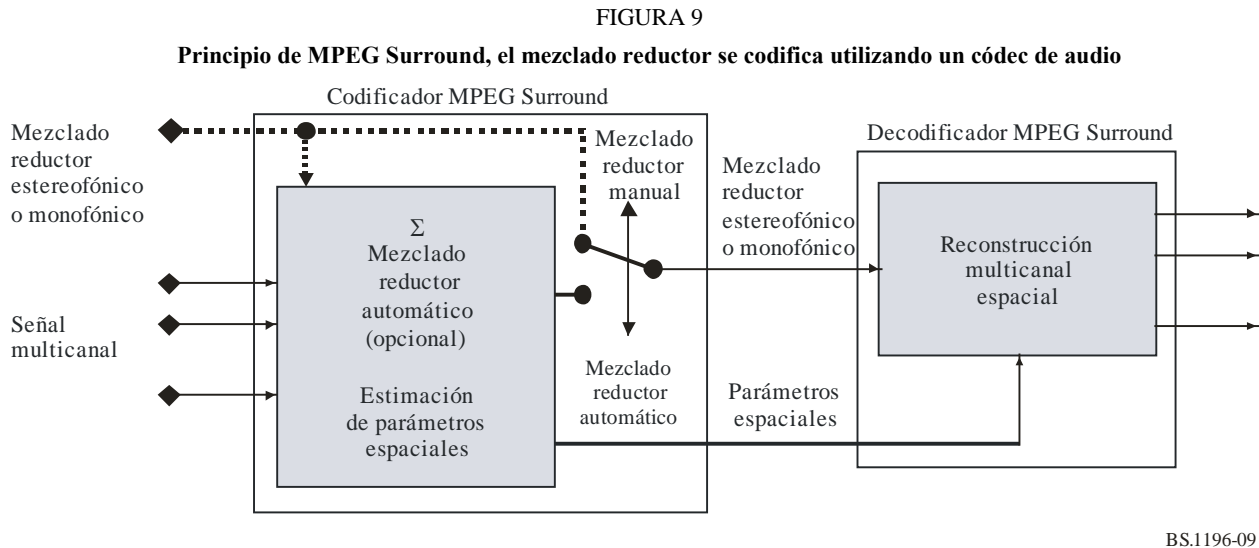 FIGURA 9
Principio de MPEG Surround, el mezclado reductor se codifica utilizando un códec de audio
Codificador MPEG Surround
Mezclado
reductor
estereofónico
o monofónico
Señal
multicanal
Σ
Mezclado
reductor
automático
(opcional)
Estimación
de parámetros
espaciales
Mezclado
reductor
manual
Mezclado
reductor
automático
Mezclado
reductor
estereofónico
o monofónico
Parámetros
espaciales
Decodificador MPEG Surround
Reconstrucción
multicanal
espacial
BS.1196-09